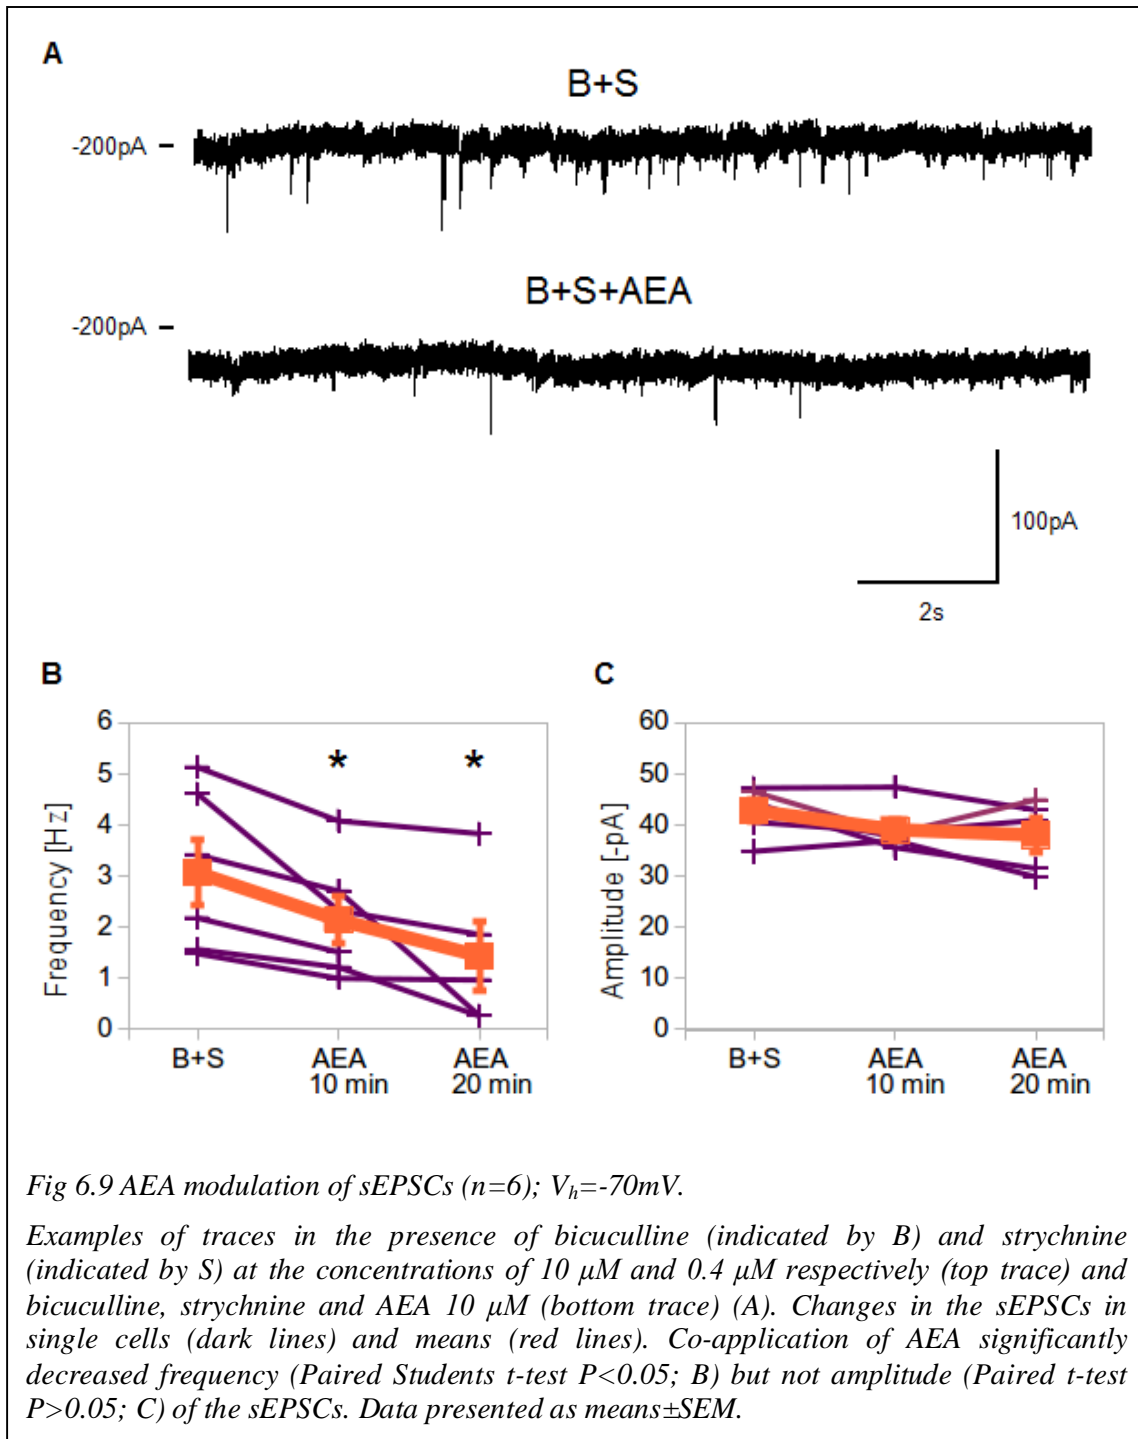 A
B+S
-200pA
B+S+AEA
-200pA
100pA
2s
B
C
6
5
4
3
2
1
0
Frequency [Hz]
B+S
AEA
10 min
AEA
20 min
*
*
60
50
40
30
20
10
0
Amplitude [-pA]
B+S
AEA
10 min
AEA
20 min
Fig 6.9 AEA modulation of sEPSCs (n=6); Vh=-70mV.
Examples of traces in the presence of bicuculline (indicated by B) and strychnine
(indicated by S) at the concentrations of 10 μM and 0.4 μM respectively (top trace) and
bicuculline, strychnine and AEA 10 μM (bottom trace) (A). Changes in the sEPSCs in
single cells (dark lines) and means (red lines). Co-application of AEA significantly
decreased frequency (Paired Students t-test P<0.05; B) but not amplitude (Paired t-test
P>0.05; C) of the sEPSCs. Data presented as means±SEM.